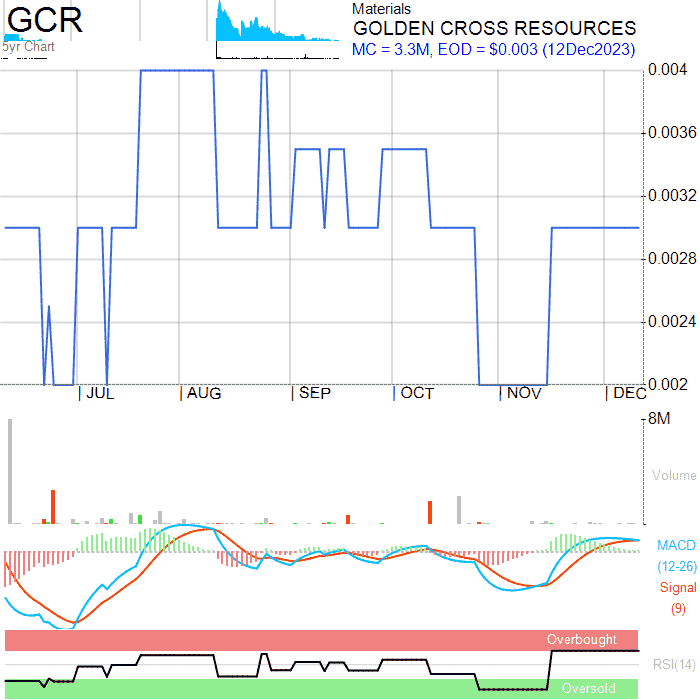 GCR
5yr Chart
Materials
GOLDEN CROSS RESOURCES
MC = 3.3M, EOD = $0.003 (12Dec2023)
0.004
0.0036
0.0032
0.0028
0.0024
0.002
JUL AUG SEP OCT NOV DEC
8M
Volume
MACD
(12-26)
Signal
(9)
Overbought
RSI(14)
Oversold